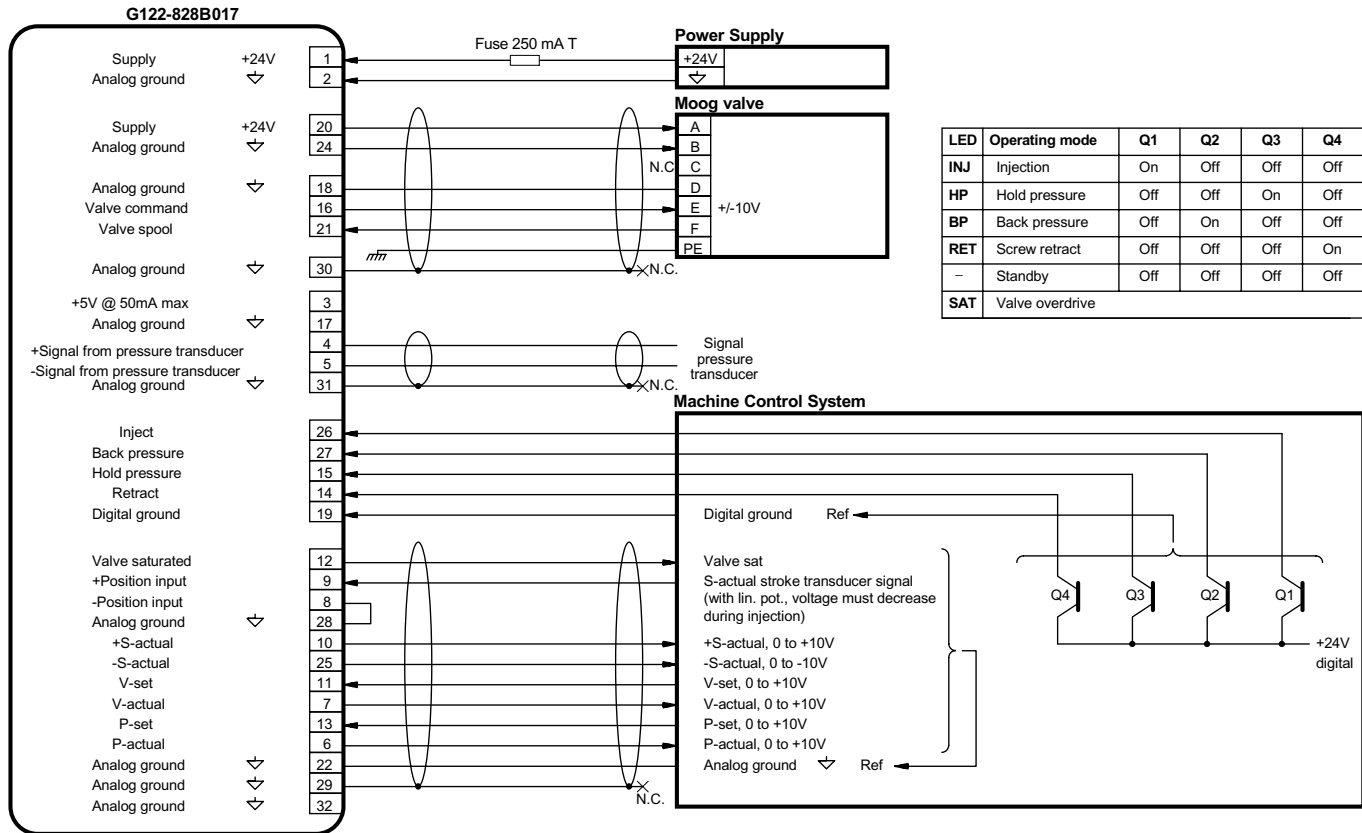 G122-828B017
Supply +24V 1
Analog ground 2
Supply +24V 20
Analog ground 24
Analog ground 18
Valve command 16
Valve spool 21
Analog ground 30
+5V @ 50mA max 3
Analog ground 17
+Signal from pressure transducer 4
-Signal from pressure transducer 5
Analog ground 31
Inject 26
Back pressure 27
Hold pressure 15
Retract 14
Digital ground 19
Valve saturated 12
+Position input 9
-Position input 8
Analog ground 28
+S-actual 10
-S-actual 25
V-set 11
V-actual 7
P-set 13
P-actual 6
Analog ground 22
Analog ground 29
Analog ground 32
Fuse 250 mA T
Power Supply
+24V
Moog valve
A
B
N.C. C
D
E +/-10V
F
PE
N.C.
Signal
pressure
transducer
N.C.
LED Operating mode Q1 Q2 Q3 Q4
INJ Injection On Off Off Off
HP Hold pressure Off Off On Off
BP Back pressure Off On Off Off
RET Screw retract Off Off Off On
– Standby Off Off Off Off
SAT Valve overdrive
Machine Control System
Digital ground Ref
Valve sat
S-actual stroke transducer signal
(with lin. pot., voltage must decrease
during injection)
+S-actual, 0 to +10V
-S-actual, 0 to -10V
V-set, 0 to +10V
V-actual, 0 to +10V
P-set, 0 to +10V
P-actual, 0 to +10V
Analog ground Ref
N.C.
Q4 Q3 Q2 Q1
+24V
digital